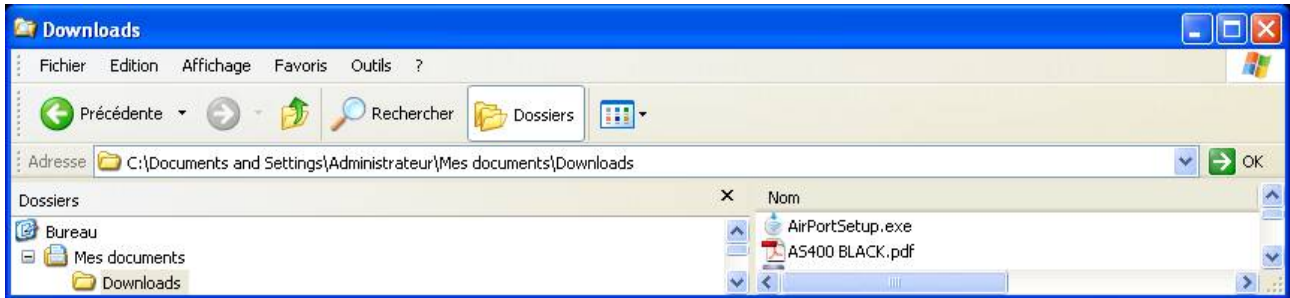 Downloads
Fichier Edition Affichage Favoris Outils ?
Précédente Rechercher Dossiers
Adresse C:\Documents and Settings\Administrateur\Mes documents\Downloads OK
Dossiers
Bureau
Mes documents
Downloads
Nom
AirPortSetup.exe
AS400 BLACK.pdf